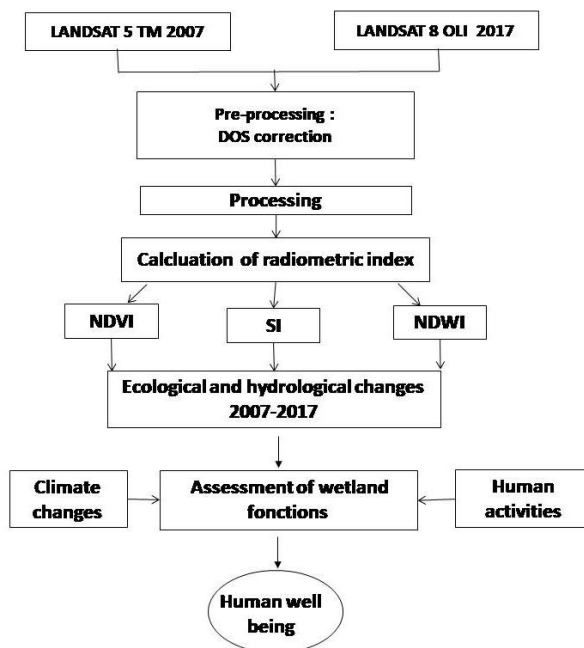 LANDSAT 5 TM 2007
LANDSAT 8 OLI 2017
Pre-processing :
DOS correction
Processing
Calcluation of radiometric index
NDVI
SI
NDWI
Ecological and hydrological changes
2007-2017
Climate
changes
Assessment of wetland
fonctions
Human
activities
Human well
being